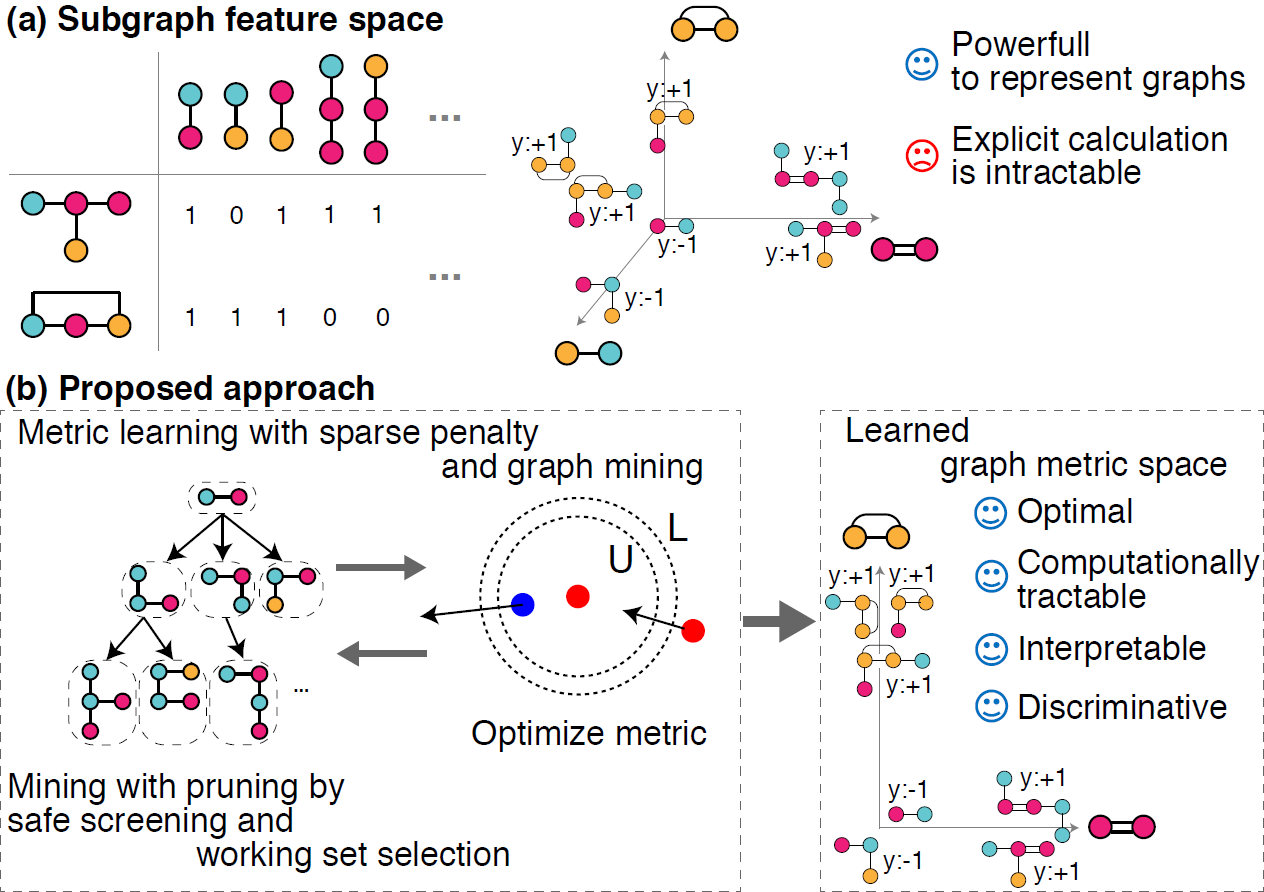 (a) Subgraph feature space
...
1 0 1 1 1
...
1 1 1 0 0
y:+1
y:+1
y:+1
y:+1
y:-1
y:+1
y:-1
Powerfull
to represent graphs
Explicit calculation
is intractable
(b) Proposed approach
Metric learning with sparse penalty
and graph mining
...
L
U
Optimize metric
Mining with pruning by
safe screening and
working set selection
Learned
graph metric space
Optimal
Computationally
tractable
Interpretable
Discriminative
y:+1 y:+1
y:+1
y:-1
y:+1
y:-1
y:+1